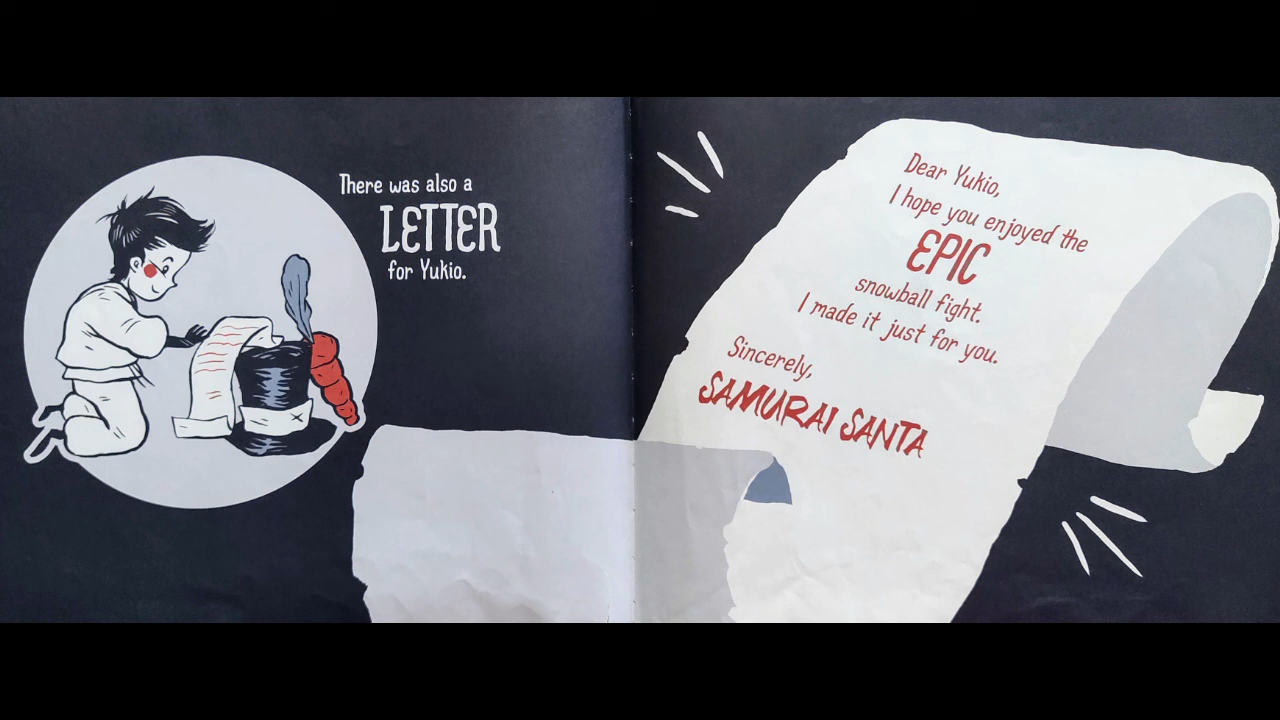 There was also a
LETTER
for Yukio.
Dear Yukio,
I hope you enjoyed the
EPIC
snowball fight.
I made it just for you.
Sincerely,
SAMURAI SANTA